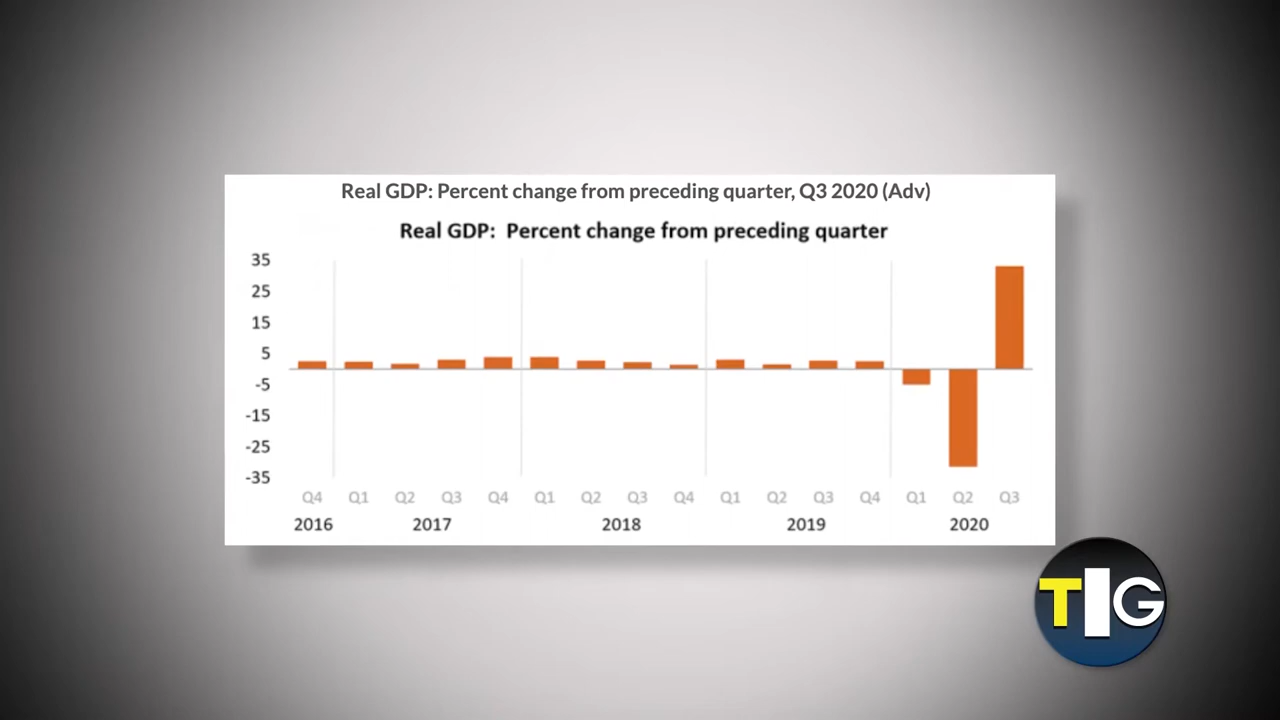 Real GDP: Percent change from preceding quarter, Q3 2020 (Adv)
Real GDP:  Percent change from preceding quarter
35
25
15
5
-5
-15
-25
-35
Q4 Q1 Q2 Q3 Q4 Q1 Q2 Q3 Q4 Q1 Q2 Q3 Q4 Q1 Q2 Q3
2016 2017 2018 2019 2020
TIG